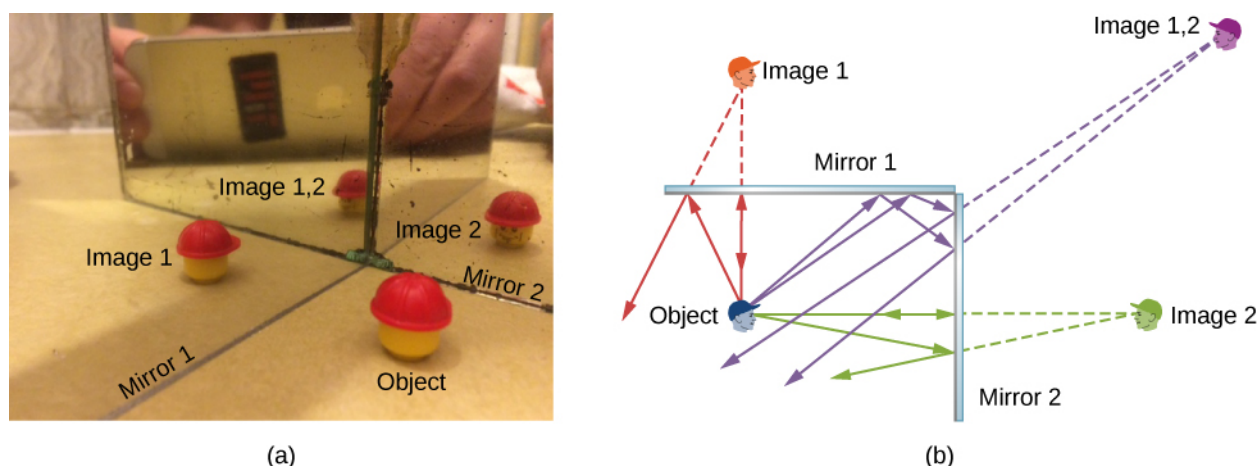 Image 1,2
Image 1
Image 2
Mirror 2
Mirror 1
Object
(a)
Image 1,2
Image 1
Mirror 1
Object
Image 2
Mirror 2
(b)